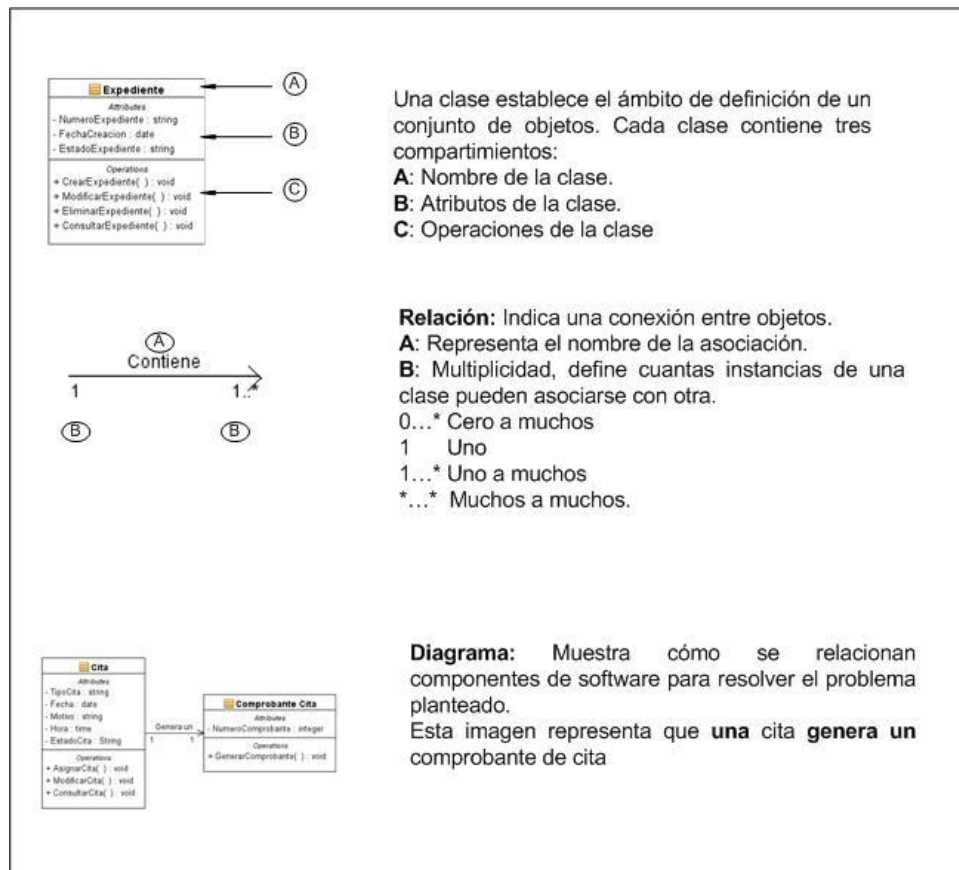 Expediente
Attributes
- NumeroExpediente : string
- FechaCreacion : date
- EstadoExpediente : string
Operations
+ CrearExpediente( ) : void
+ ModificarExpediente( ) : void
+ EliminarExpediente( ) : void
+ ConsultarExpediente( ) : void
A
B
C
Una clase establece el ámbito de definición de un
conjunto de objetos. Cada clase contiene tres
compartimientos:
A: Nombre de la clase.
B: Atributos de la clase.
C: Operaciones de la clase
A
Contiene
1 1..*
B B
Relación: Indica una conexión entre objetos.
A: Representa el nombre de la asociación.
B: Multiplicidad, define cuantas instancias de una
clase pueden asociarse con otra.
0...* Cero a muchos
1 Uno
1...* Uno a muchos
*...* Muchos a muchos.
Cita
Attributes
- TipoCita : string
- Fecha : date
- Motivo : string
- Hora : time
- EstadoCita : String
Operations
+ AsignarCita( ) : void
+ ModificarCita( ) : void
+ ConsultarCita( ) : void
Genera un
1 1
Comprobante Cita
Attributes
- NumeroComprobante : integer
Operations
+ GenerarComprobante( ) : void
Diagrama: Muestra cómo se relacionan
componentes de software para resolver el problema
planteado.
Esta imagen representa que una cita genera un
comprobante de cita